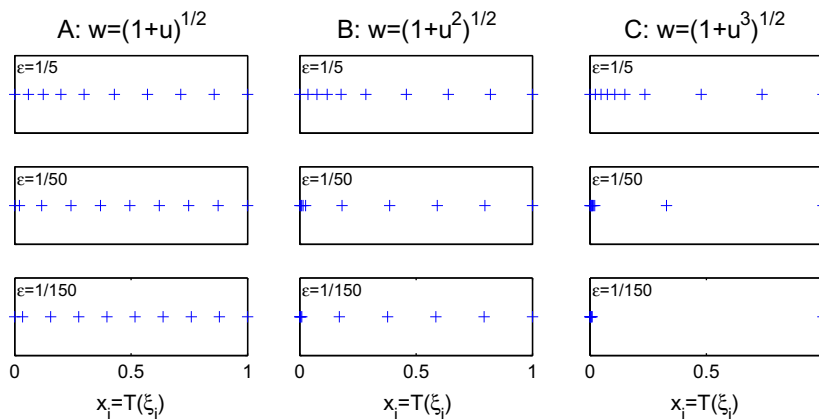 A: w=(1+u)^{1/2}
B: w=(1+u^2)^{1/2}
C: w=(1+u^3)^{1/2}
ε=1/5
ε=1/5
ε=1/5
ε=1/50
ε=1/50
ε=1/50
ε=1/150
ε=1/150
ε=1/150
0 0.5 1
0 0.5 1
0 0.5
x_i=T(ξ_i)
x_i=T(ξ_i)
x_i=T(ξ_i)